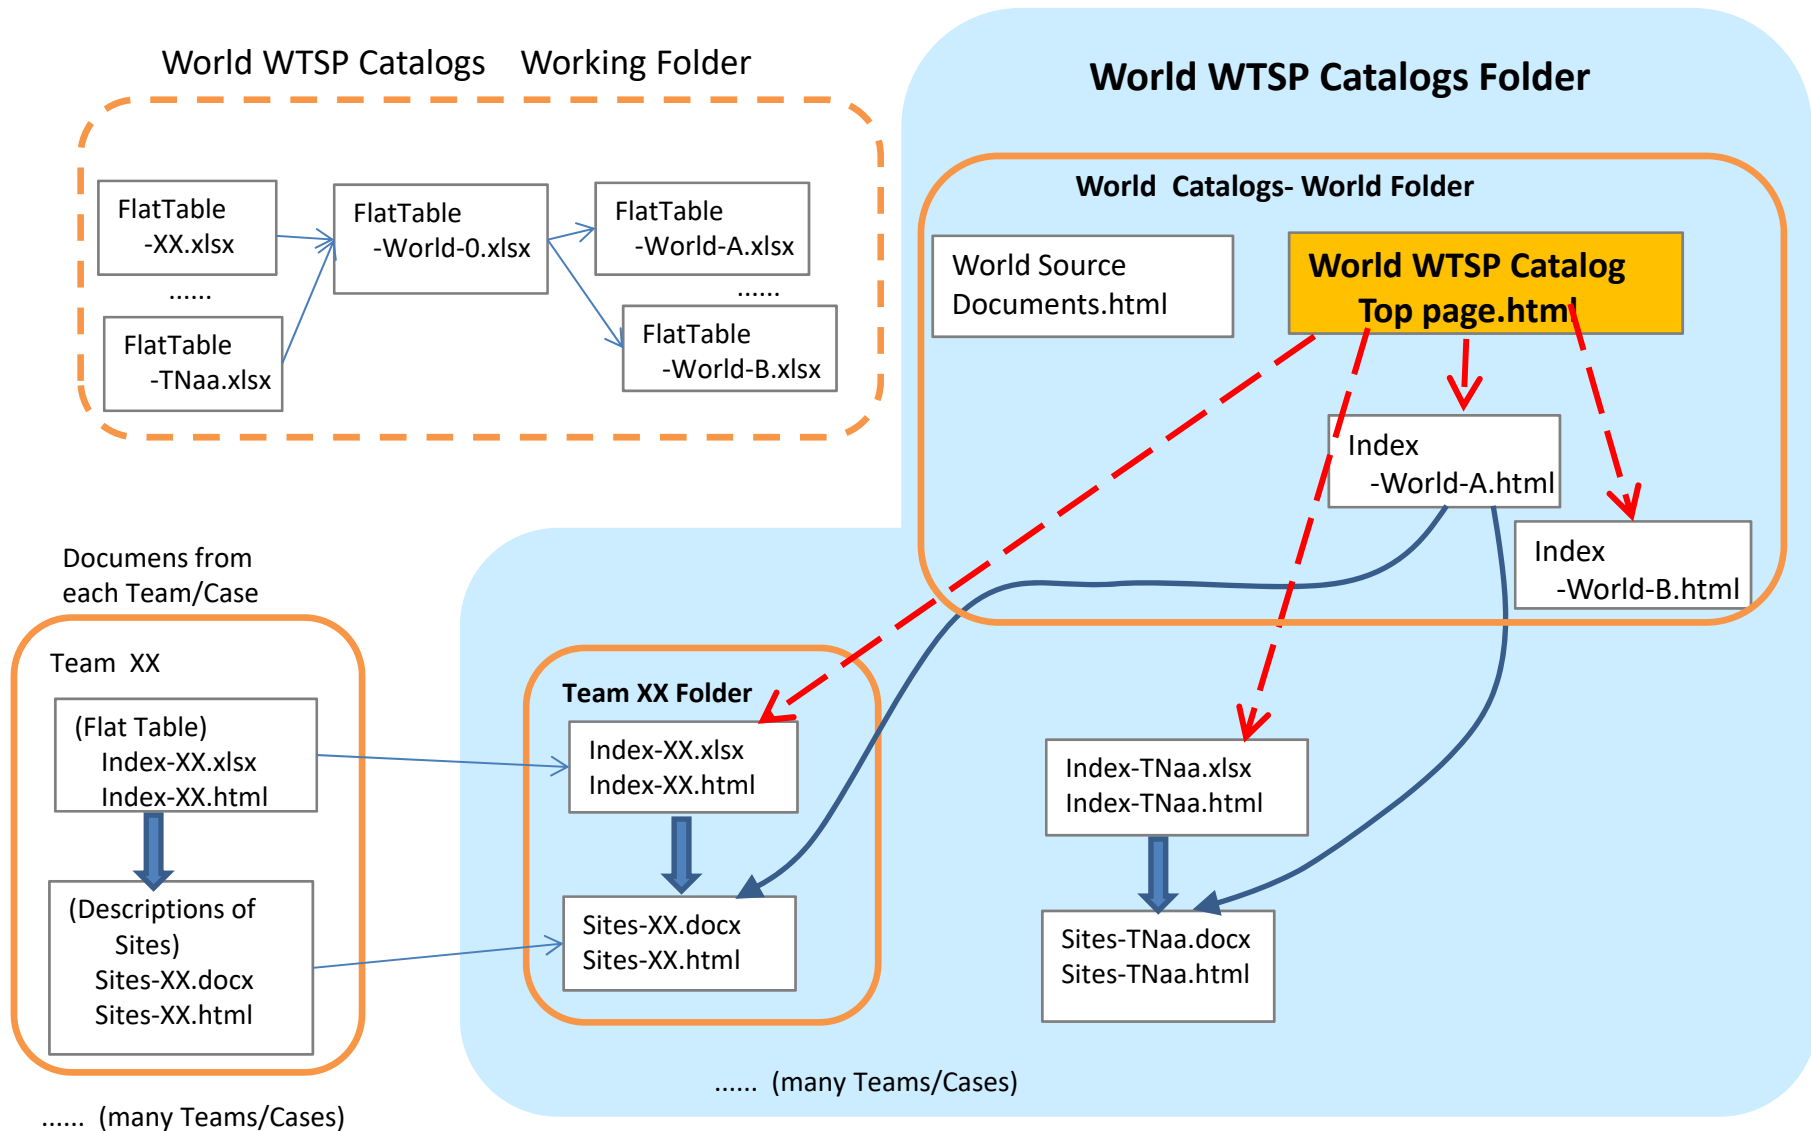 World WTSP Catalogs    Working Folder
FlatTable
-XX.xlsx
......
FlatTable
-TNaa.xlsx
FlatTable
-World-0.xlsx
FlatTable
-World-A.xlsx
......
FlatTable
-World-B.xlsx
World WTSP Catalogs Folder
World  Catalogs- World Folder
World Source
Documents.html
World WTSP Catalog
Top page.html
Index
-World-A.html
Index
-World-B.html
Documens from
each Team/Case
Team  XX
(Flat Table)
Index-XX.xlsx
Index-XX.html
(Descriptions of
Sites)
Sites-XX.docx
Sites-XX.html
...... (many Teams/Cases)
Team XX Folder
Index-XX.xlsx
Index-XX.html
Sites-XX.docx
Sites-XX.html
Index-TNaa.xlsx
Index-TNaa.html
Sites-TNaa.docx
Sites-TNaa.html
...... (many Teams/Cases)